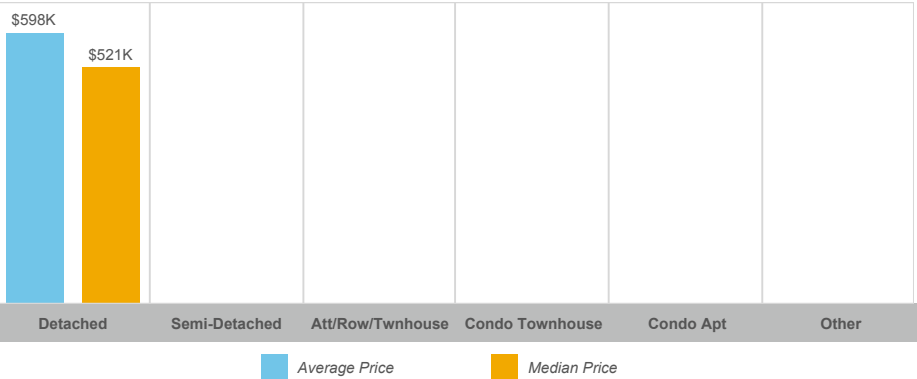 $598K
$521K
Detached Semi-Detached Att/Row/Twnhouse Condo Townhouse Condo Apt Other
Average Price Median Price